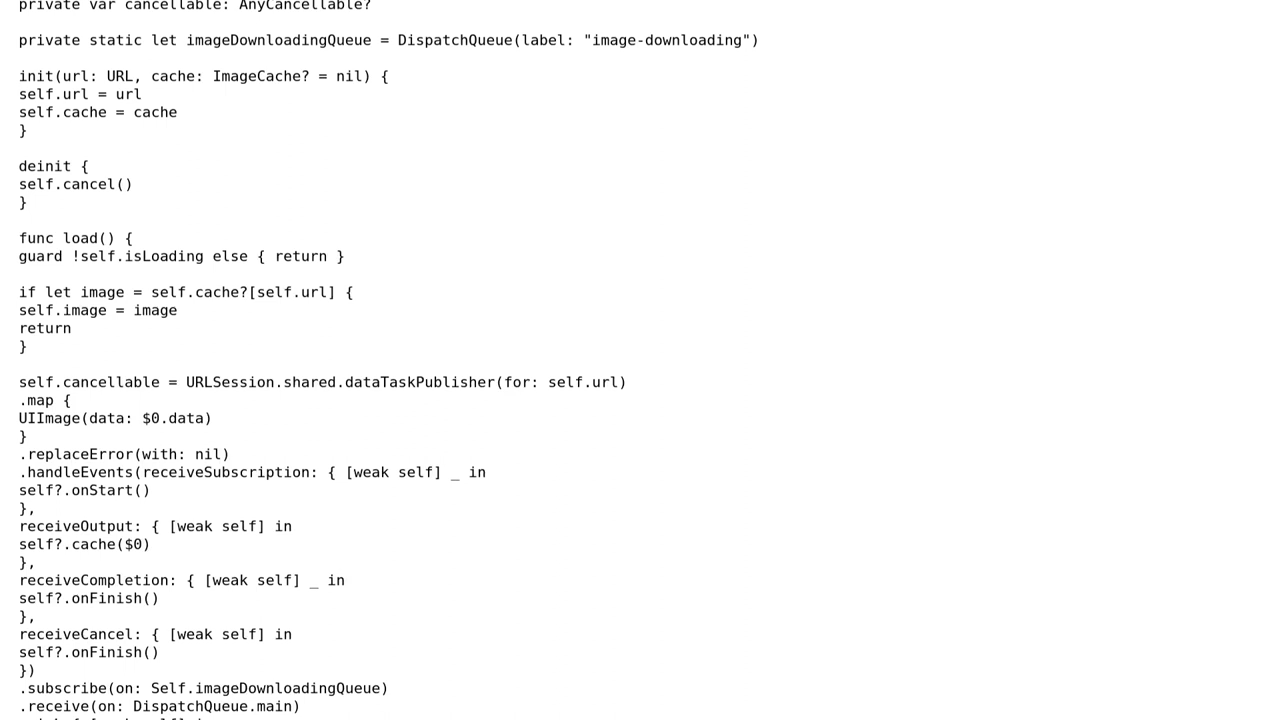 private var cancellable: AnyCancellable?
private static let imageDownloadingQueue = DispatchQueue(label: "image-downloading")
init(url: URL, cache: ImageCache? = nil) {
self.url = url
self.cache = cache
}
deinit {
self.cancel()
}
func load() {
guard !self.isLoading else { return }
if let image = self.cache?[self.url] {
self.image = image
return
}
self.cancellable = URLSession.shared.dataTaskPublisher(for: self.url)
.map {
UIImage(data: $0.data)
}
.replaceError(with: nil)
.handleEvents(receiveSubscription: { [weak self] _ in
self?.onStart()
},
receiveOutput: { [weak self] in
self?.cache($0)
},
receiveCompletion: { [weak self] _ in
self?.onFinish()
},
receiveCancel: { [weak self] in
self?.onFinish()
})
.subscribe(on: Self.imageDownloadingQueue)
.receive(on: DispatchQueue.main)